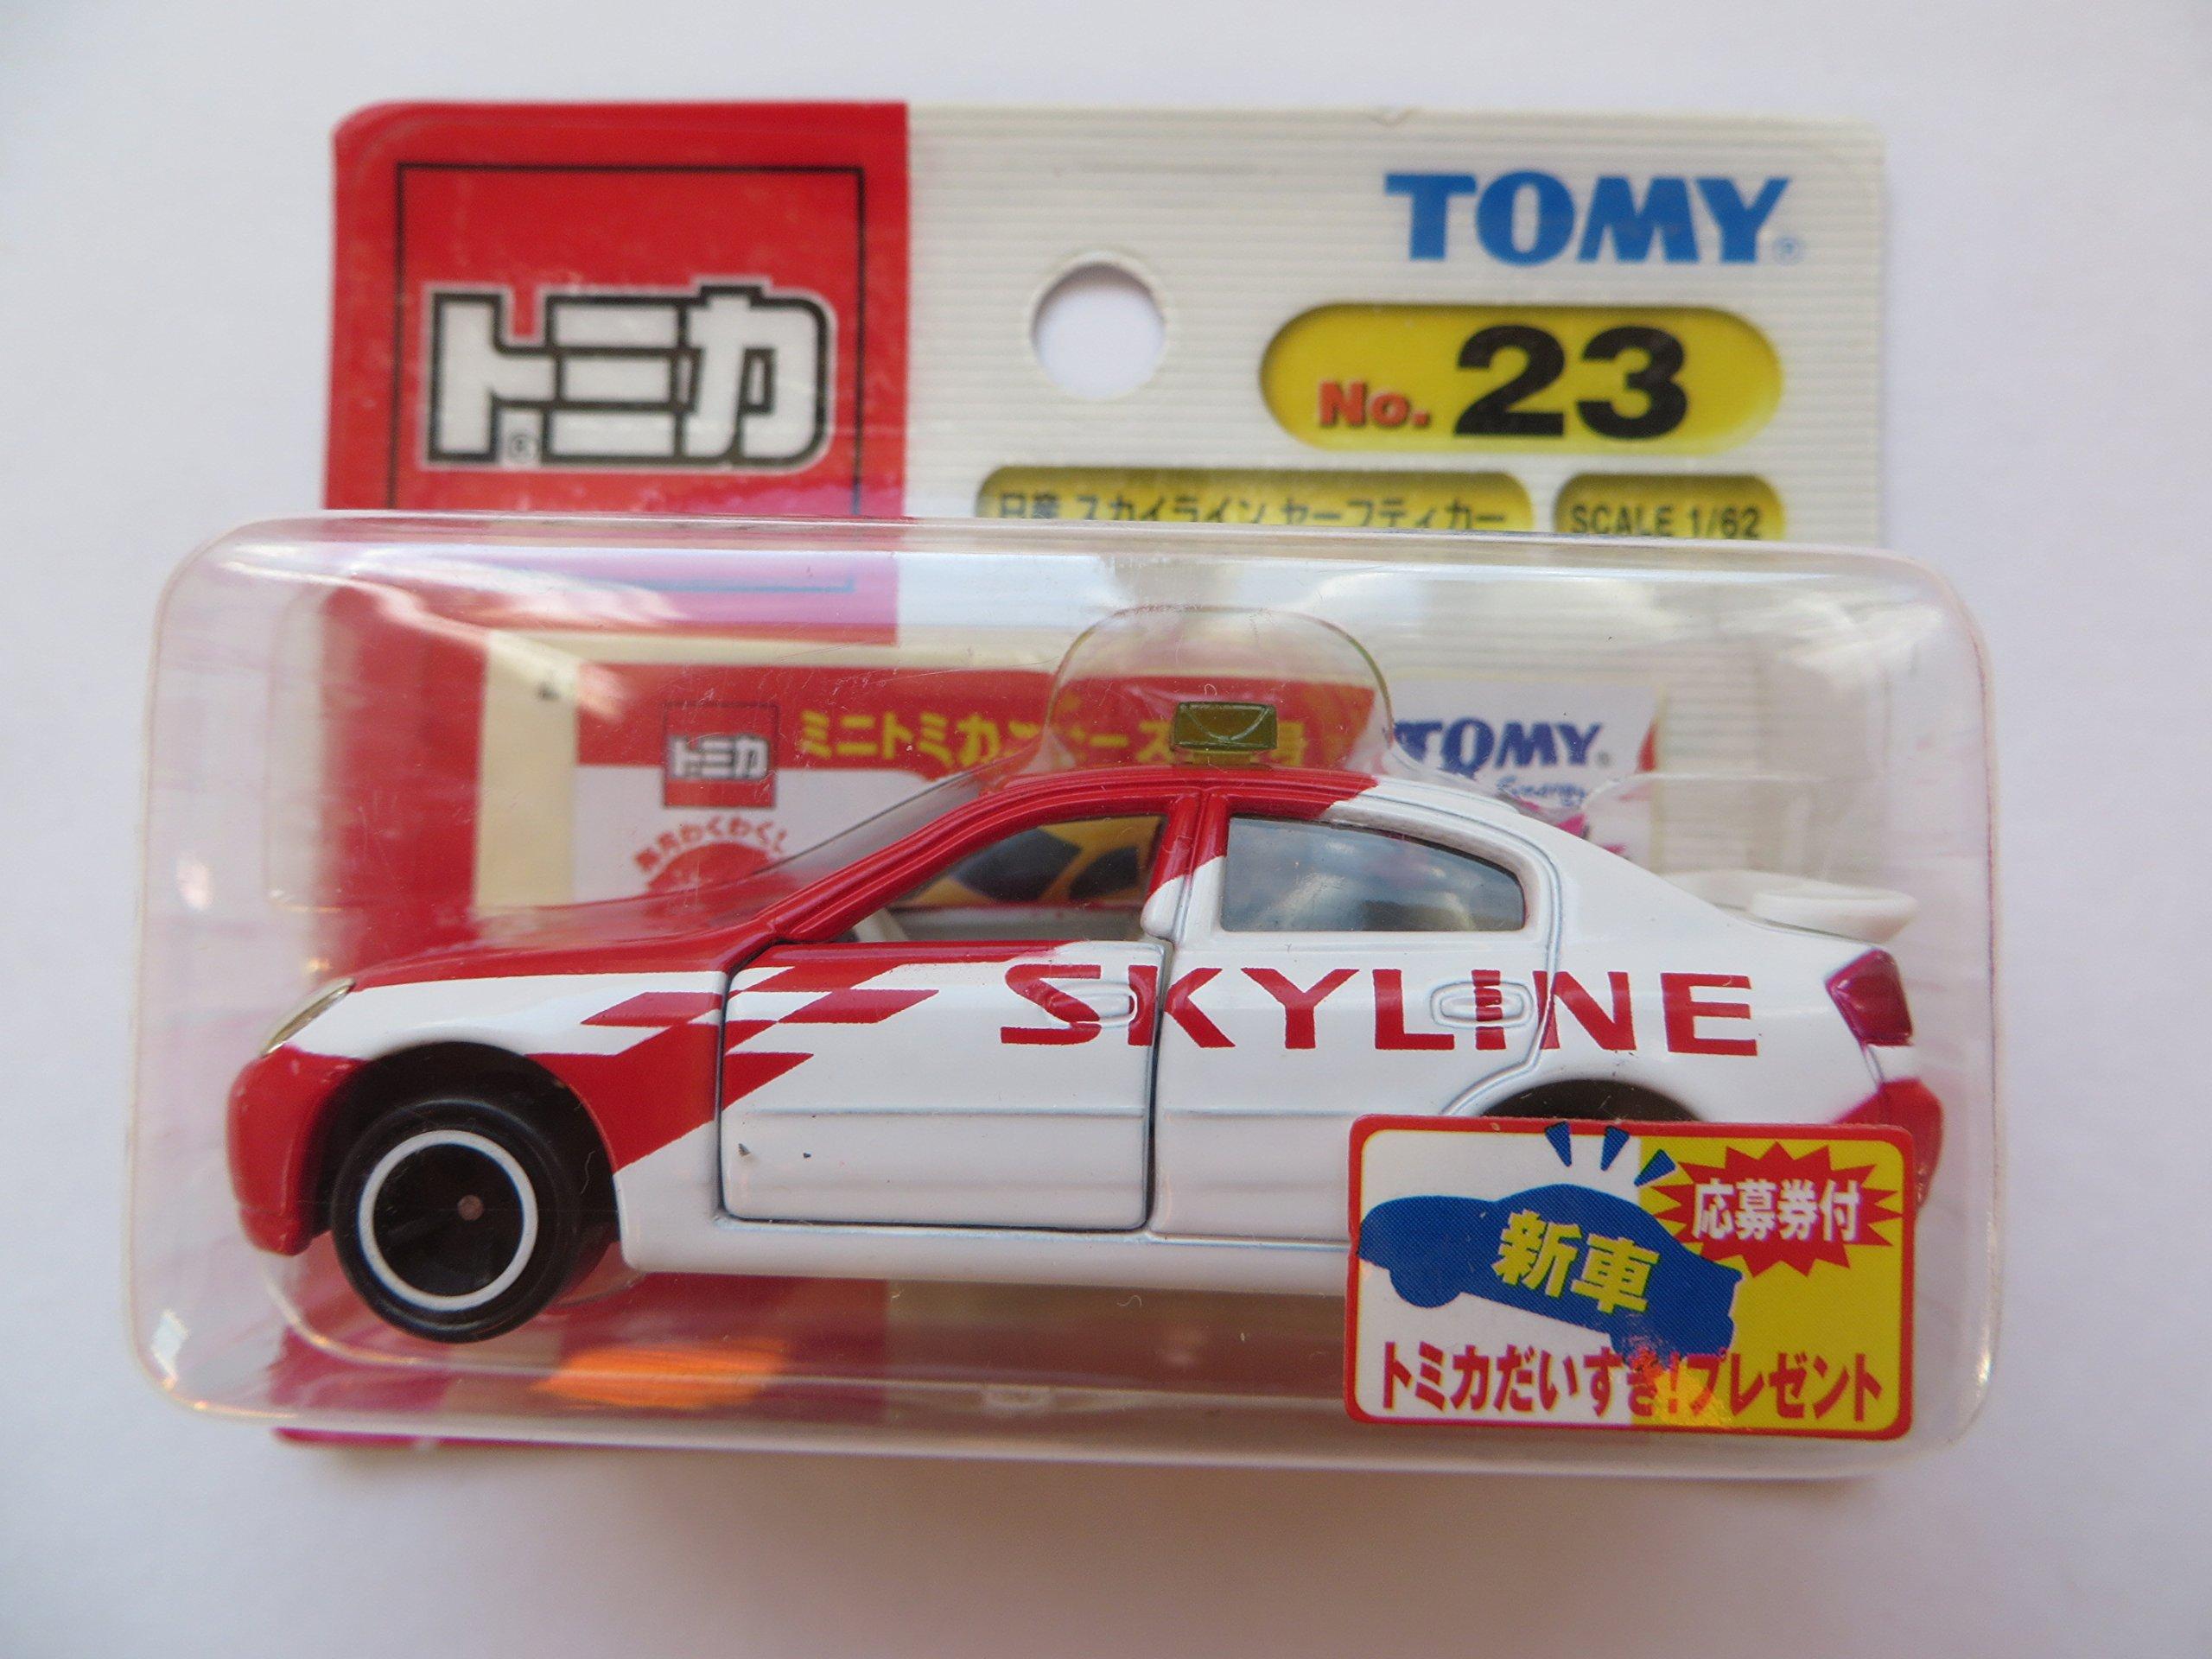 トミカ
TOMY
No. 23
日産 スカイライン セーフティカー
SCALE 1/62
トミカ
TOMY
SKYLINE
応募券付
新車
トミカだいすき!プレゼント